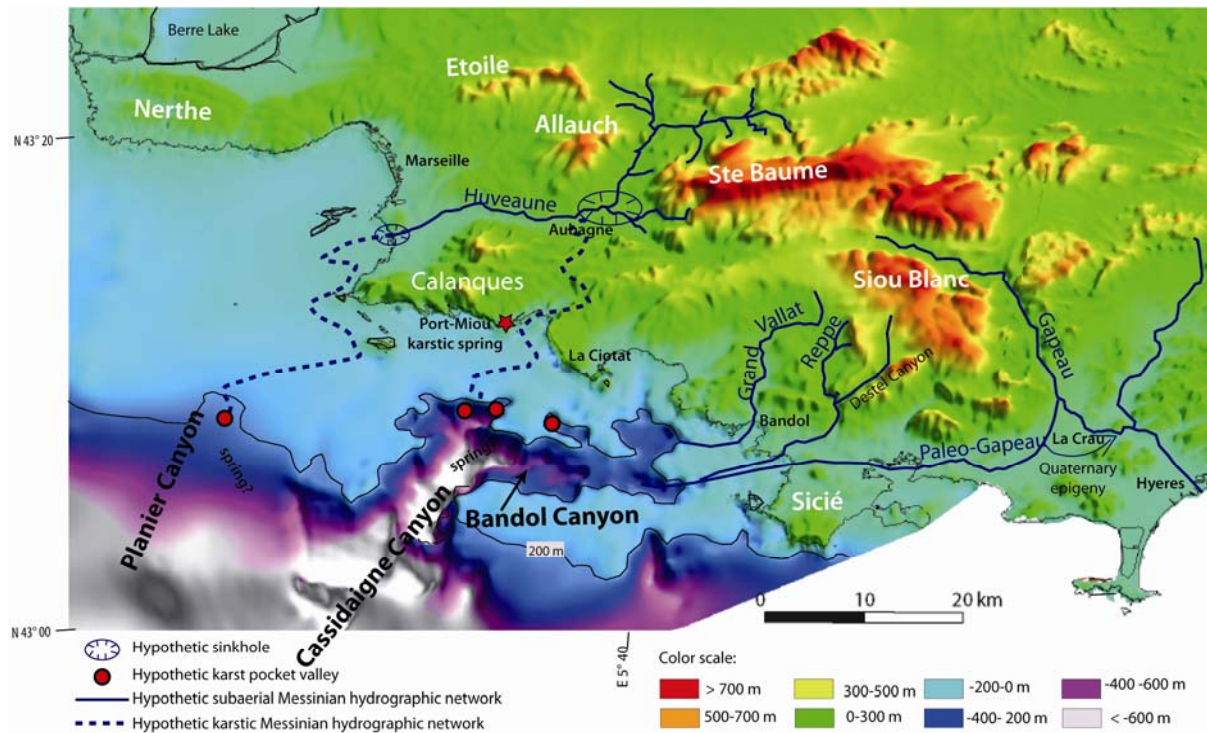 Berre Lake
Etoile
Nerthe
N 43° 20
Allauch
Marseille
Ste Baume
Huveaune
Aubagne
Calanques
Siou Blanc
Port-Miou
karstic spring
Grand Vallat
Reppe
Gapeau
La Ciotat
Destel Canyon
Bandol
Planier Canyon
spring?
spring
Paleo-Gapeau
La Crau
Quaternary
epigeny
Hyeres
Cassidaigne Canyon
Bandol Canyon
Sicié
200 m
0 10 20 km
N 43° 00
E 5° 40
Hypothetic sinkhole
Hypothetic karst pocket valley
Hypothetic subaerial Messinian hydrographic network
Hypothetic karstic Messinian hydrographic network
Color scale:
> 700 m 300-500 m -200-0 m -400 -600 m
500-700 m 0-300 m -400- 200 m < -600 m